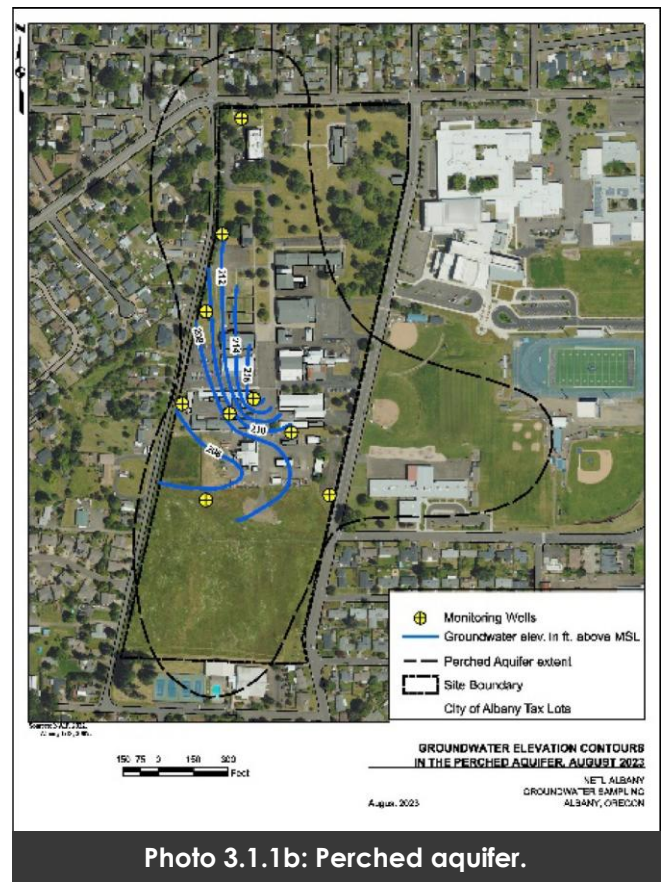 Z
212
208
214
216
210
208
Monitoring Wells
Groundwater elev. in ft. above MSL
Perched Aquifer extent
Site Boundary
City of Albany Tax Lots
150 75 0 150 300
Feet
GROUNDWATER ELEVATION CONTOURS
IN THE PERCHED AQUIFER, AUGUST 2023
NETL ALBANY
GROUNDWATER SAMPLING
August, 2023 ALBANY, OREGON
Photo 3.1.1b: Perched aquifer.